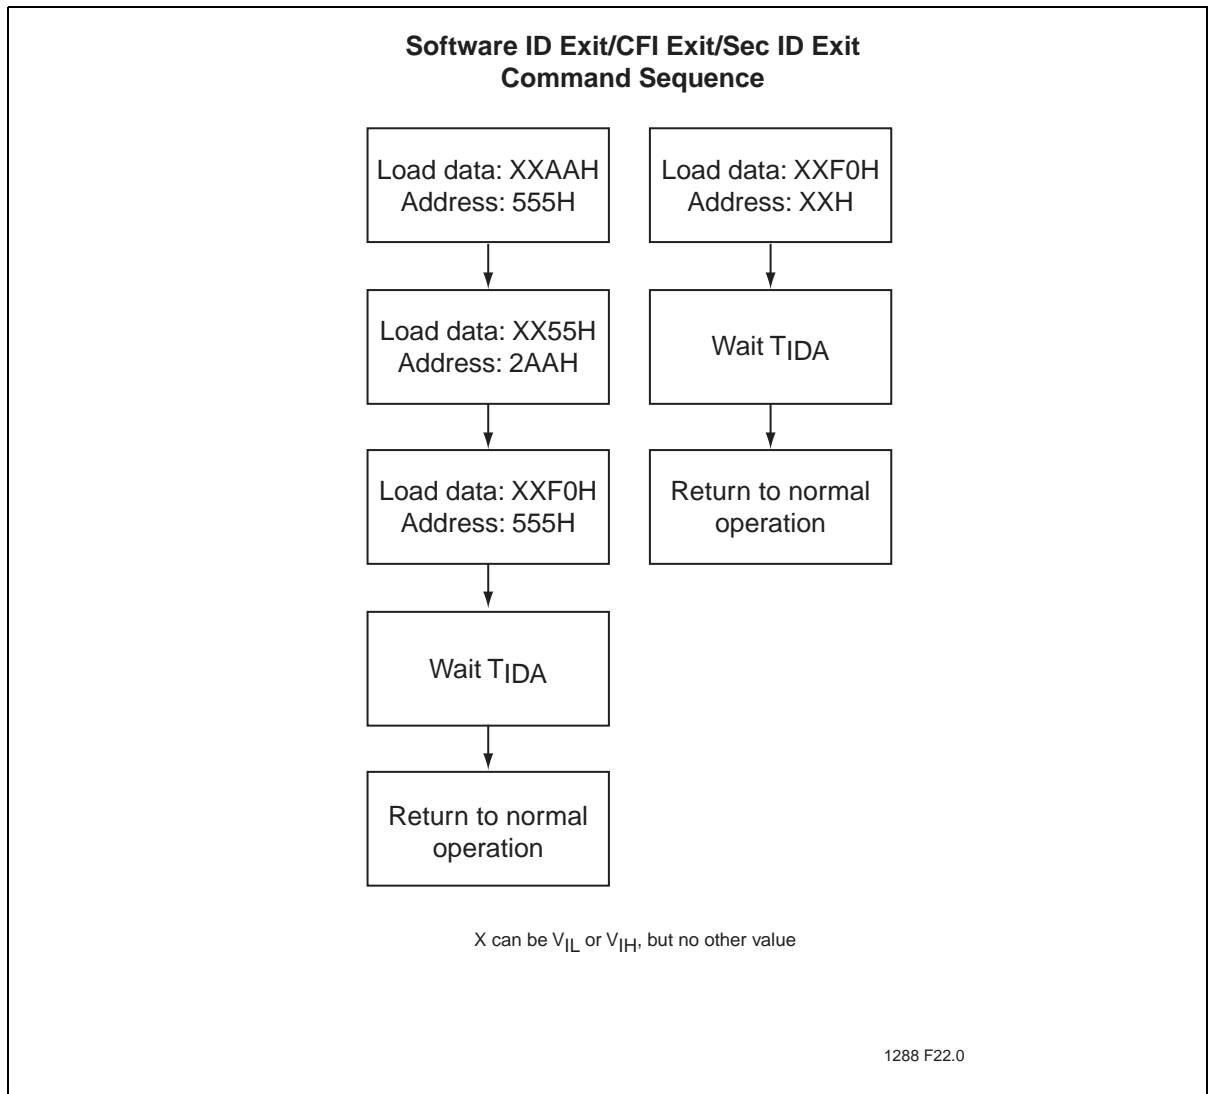 Software ID Exit/CFI Exit/Sec ID Exit
Command Sequence
Load data: XXAAH
Address: 555H
Load data: XX55H
Address: 2AAH
Load data: XXF0H
Address: 555H
Wait TIDA
Return to normal
operation
Load data: XXF0H
Address: XXH
Wait TIDA
Return to normal
operation
X can be VIL or VIH, but no other value
1288 F22.0